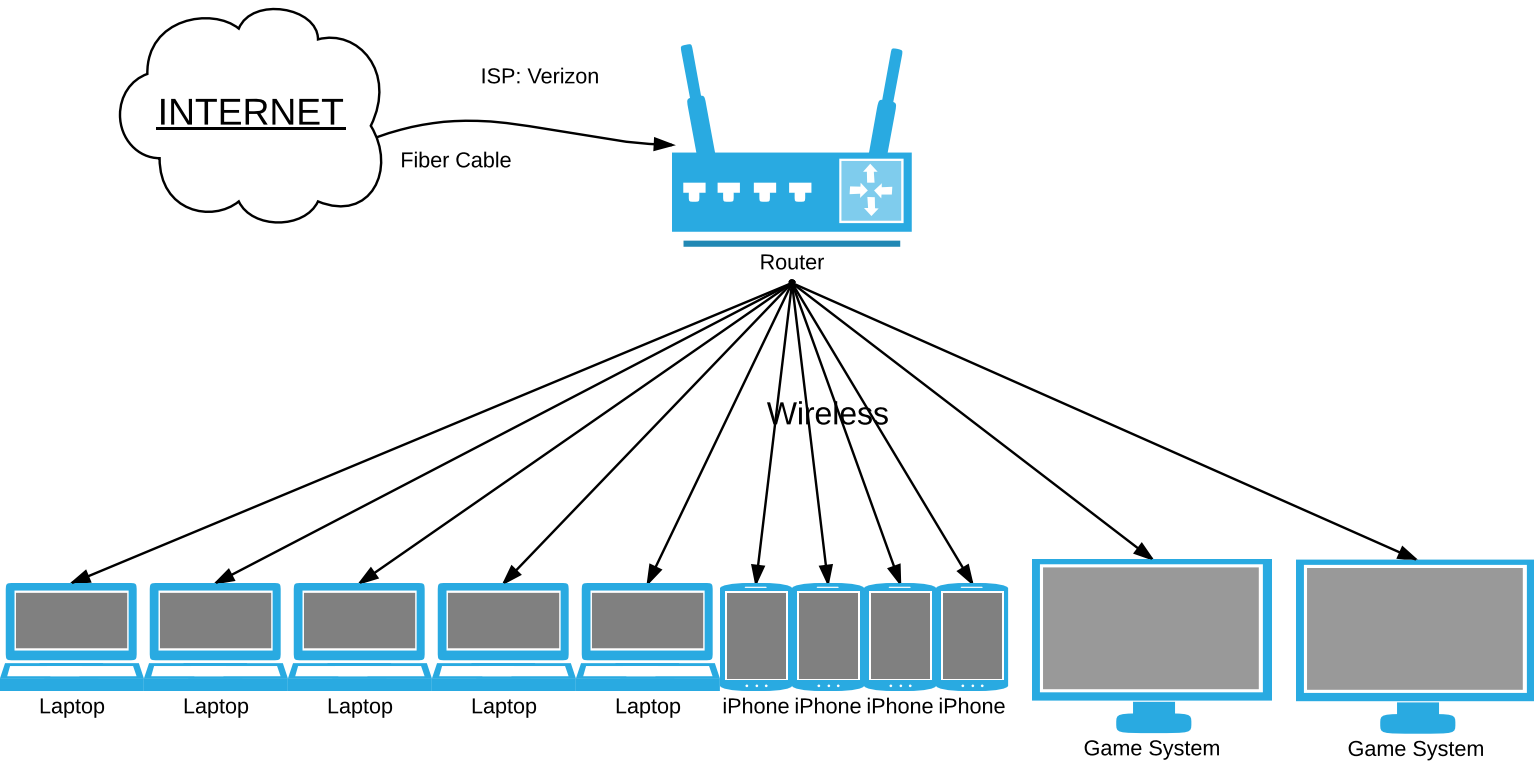 ISP: Verizon
INTERNET
Fiber Cable
Router
Wireless
Laptop
Laptop
Laptop
Laptop
Laptop
iPhone
iPhone
iPhone
iPhone
Game System
Game System